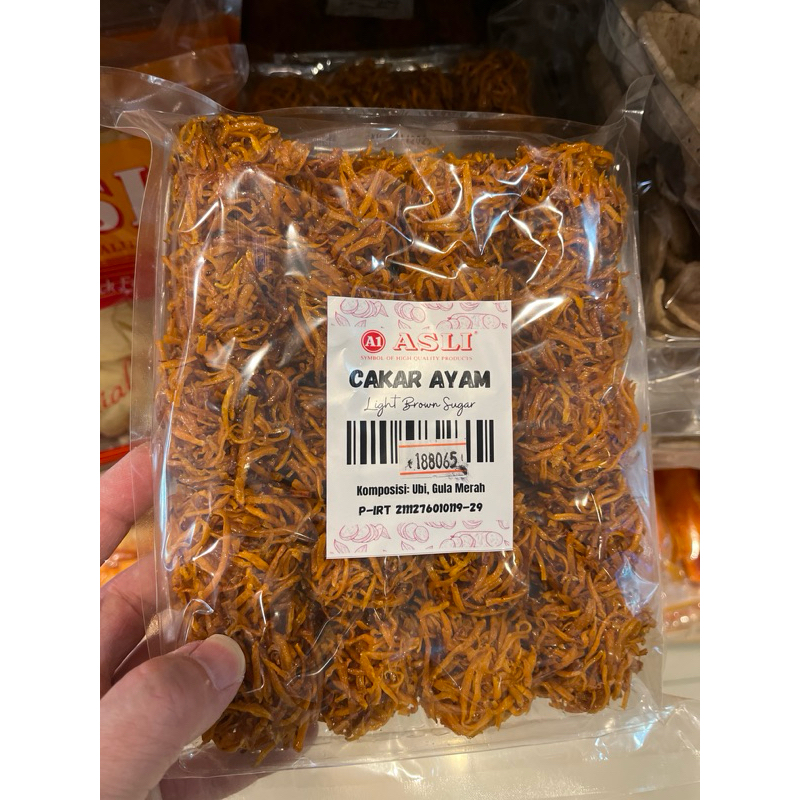 A1 ASLI
SYMBOL OF HIGH QUALITY PRODUCTS
CAKAR AYAM
Light Brown Sugar
188065
Komposisi: Ubi, Gula Merah
P-IRT 2111276010119-29